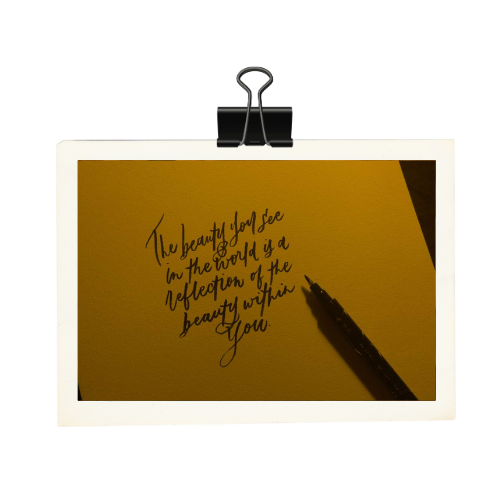 The beauty you see
in the world is a
reflection of the
beauty within
You.